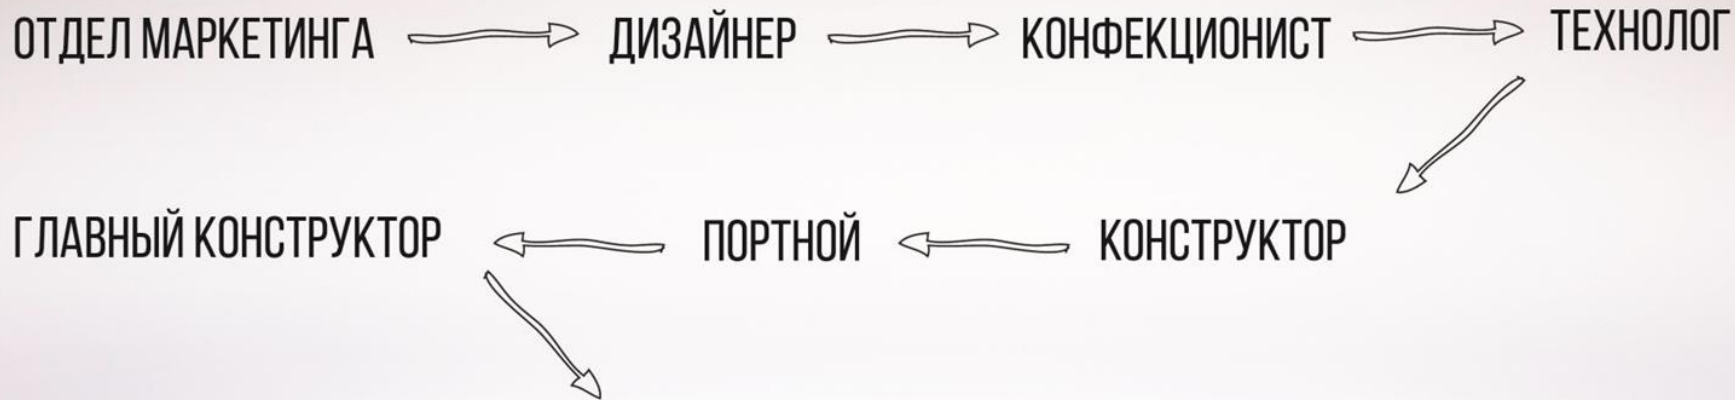 ОТДЕЛ МАРКЕТИНГА ДИЗАЙНЕР КОНФЕКЦИОНИСТ ТЕХНОЛОГ
ГЛАВНЫЙ КОНСТРУКТОР ПОРТНОЙ КОНСТРУКТОР